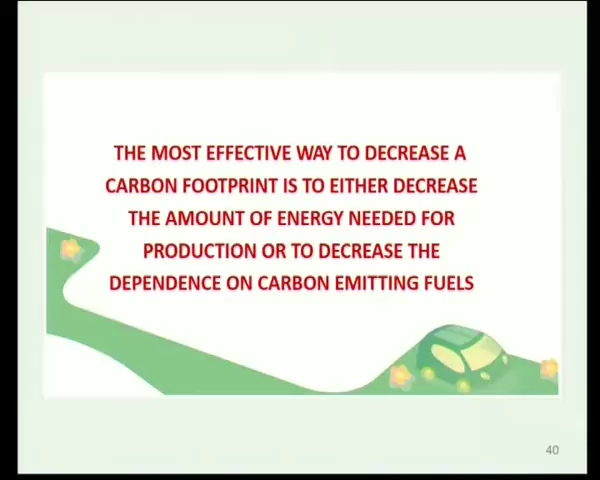 THE MOST EFFECTIVE WAY TO DECREASE A
CARBON FOOTPRINT IS TO EITHER DECREASE
THE AMOUNT OF ENERGY NEEDED FOR
PRODUCTION OR TO DECREASE THE
DEPENDENCE ON CARBON EMITTING FUELS
40